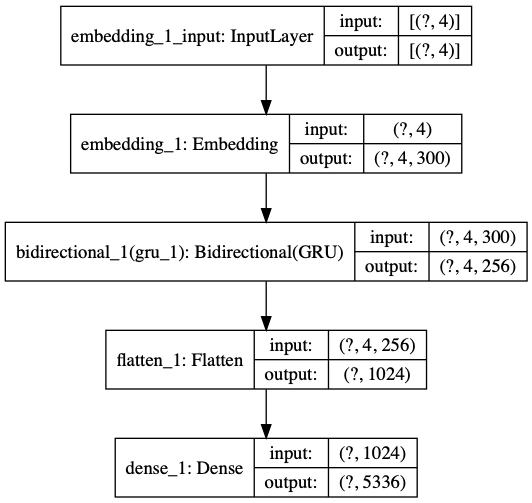 embedding_1_input: InputLayer
input: [(?, 4)]
output: [(?, 4)]
embedding_1: Embedding
input: (?, 4)
output: (?, 4, 300)
bidirectional_1(gru_1): Bidirectional(GRU)
input: (?, 4, 300)
output: (?, 4, 256)
flatten_1: Flatten
input: (?, 4, 256)
output: (?, 1024)
dense_1: Dense
input: (?, 1024)
output: (?, 5336)